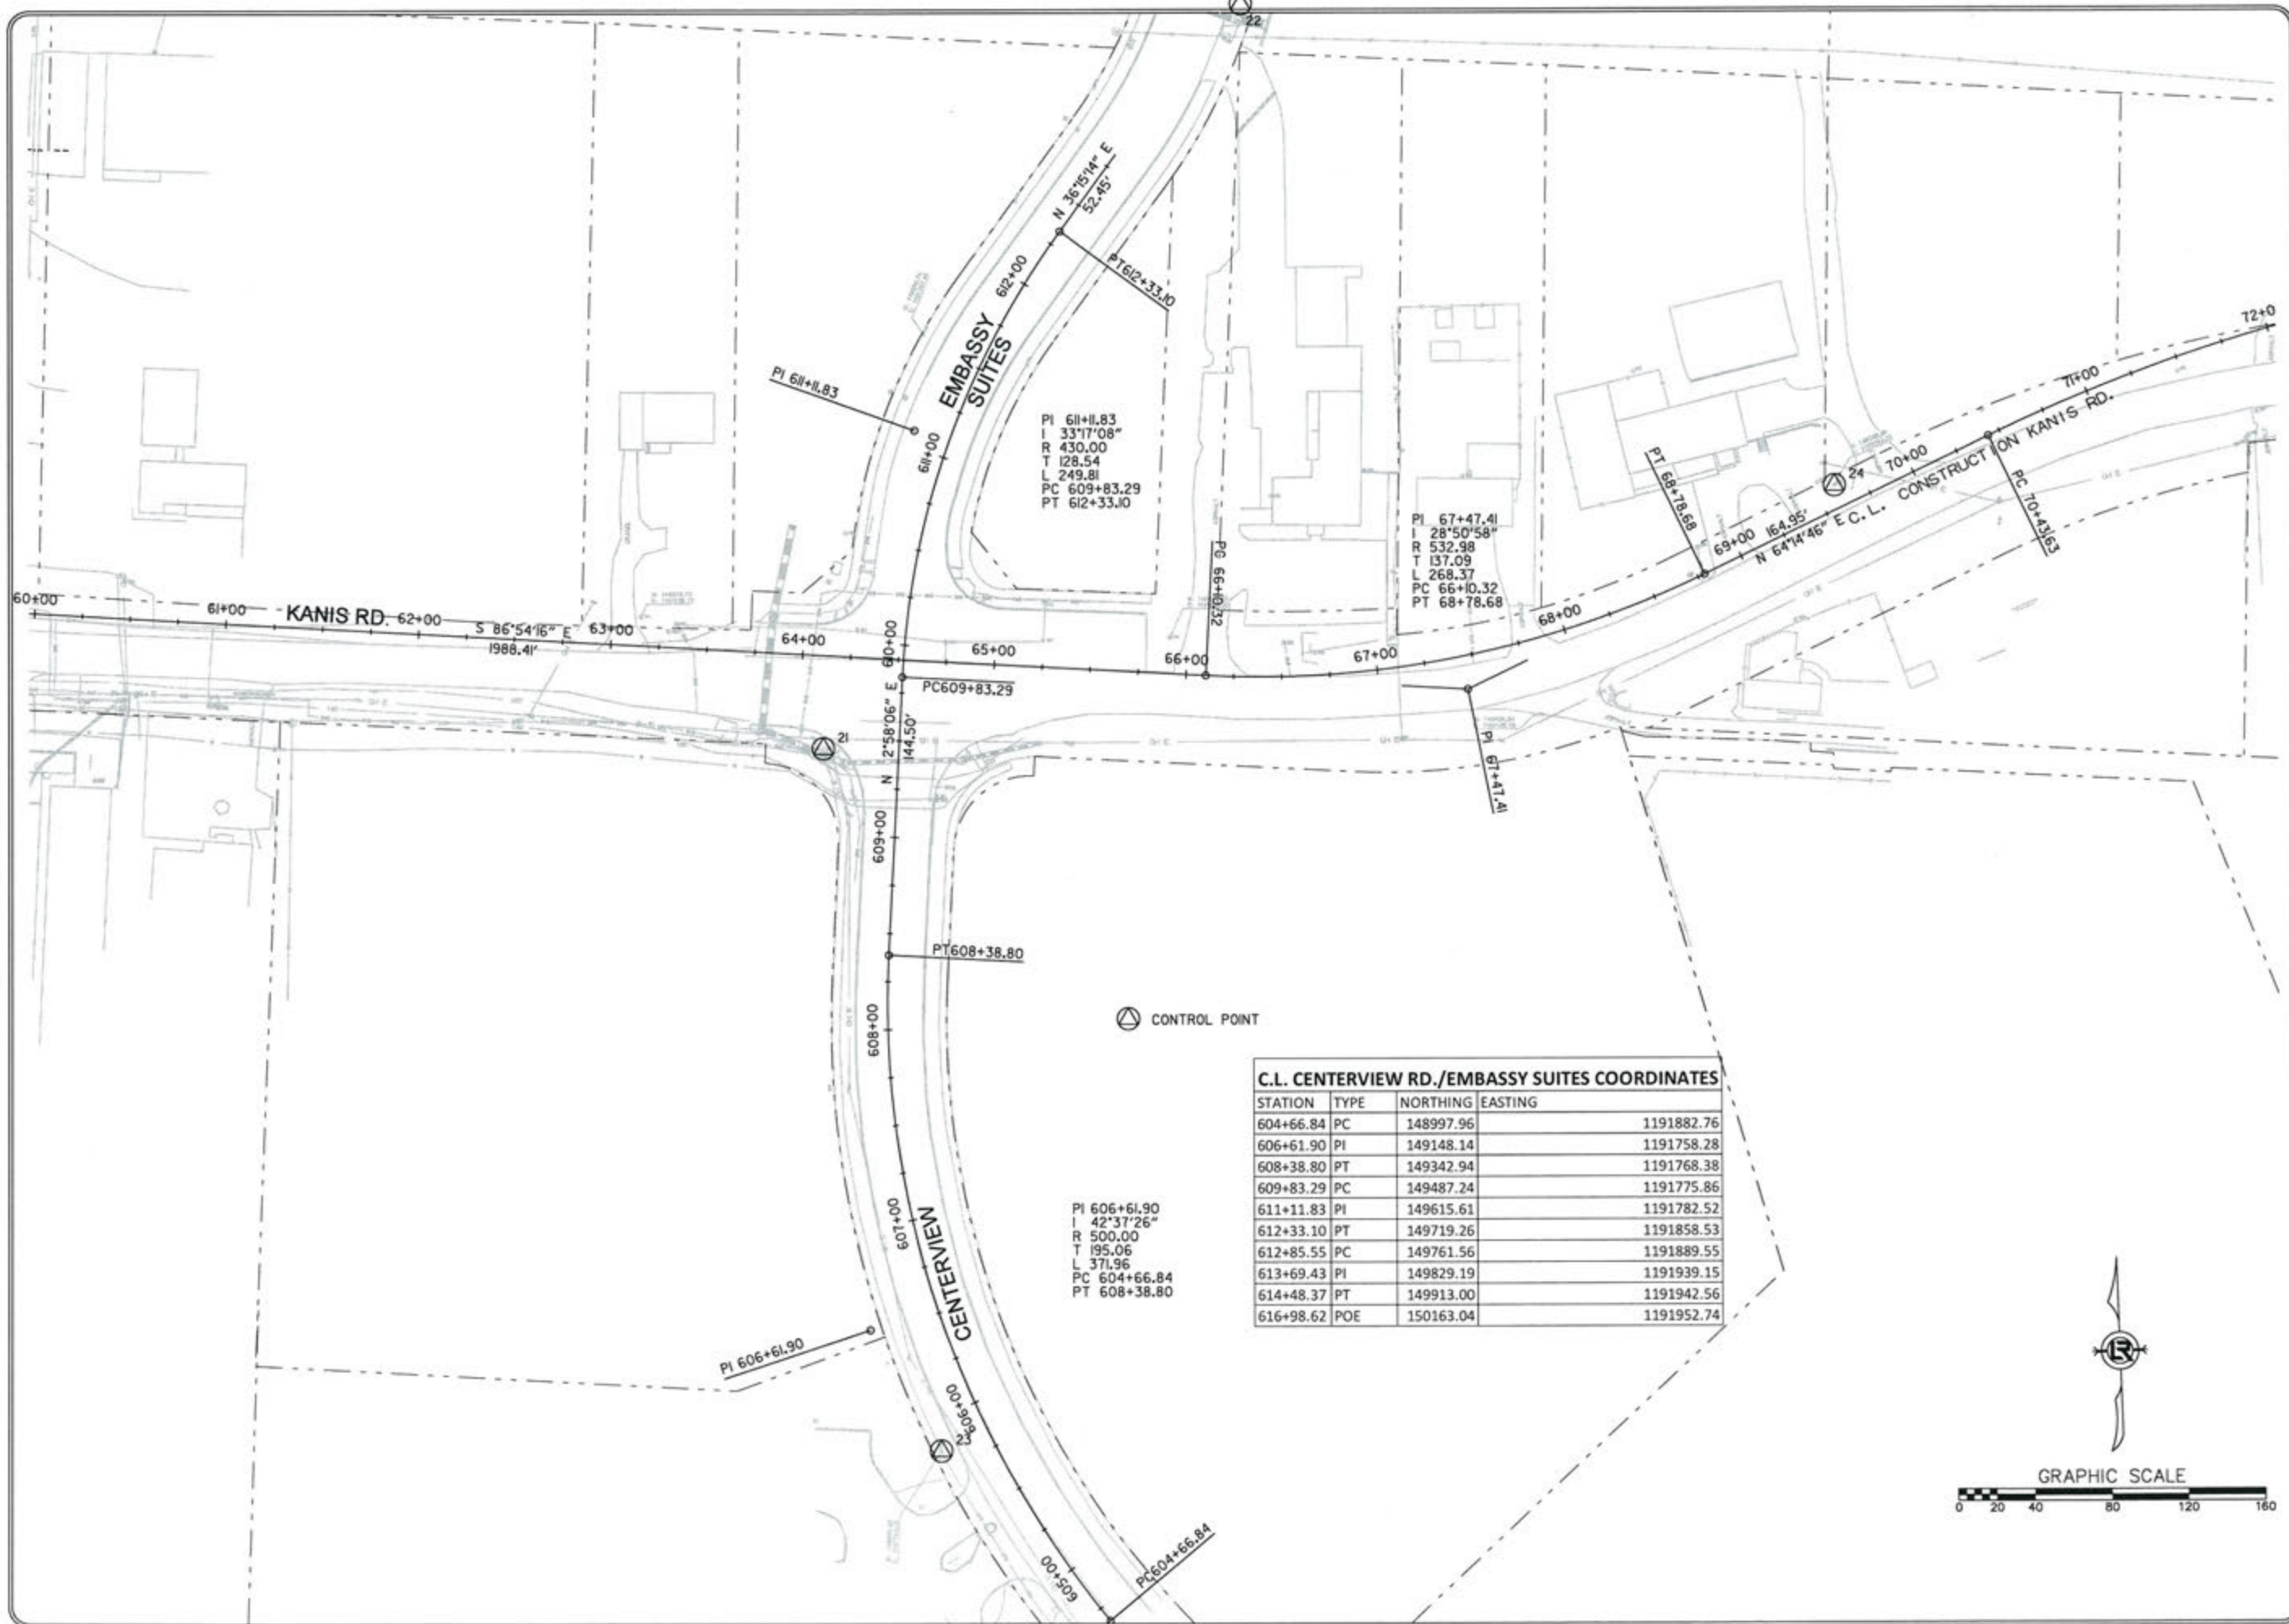 22
N 36°15'14" E
52.45'
612+00
PT612+33.10
EMBASSY
SUITES
PI 611+11.83
611+00
PI 611+11.83
I 33°17'08"
R 430.00
T 128.54
L 249.81
PC 609+83.29
PT 612+33.10
72+0
71+00
CONSTRUCTION KANIS RD.
70+00
24
PC 70+43.63
PT 68+78.68
164.95'
69+00
N 64°14'46" E C.L.
PI 67+47.41
I 28°50'58"
R 532.98
T 137.09
L 268.37
PC 66+10.32
PT 68+78.68
PC 66+10.32
60+00
61+00
KANIS RD.
62+00
S 86°54'16" E
1988.41'
63+00
64+00
610+00
65+00
66+00
67+00
68+00
PC609+83.29
N 2°58'06" E
144.50'
21
PI 67+47.41
609+00
PT608+38.80
608+00
CONTROL POINT
C.L. CENTERVIEW RD./EMBASSY SUITES COORDINATES
STATION TYPE NORTHING EASTING
604+66.84 PC 148997.96 1191882.76
606+61.90 PI 149148.14 1191758.28
608+38.80 PT 149342.94 1191768.38
609+83.29 PC 149487.24 1191775.86
611+11.83 PI 149615.61 1191782.52
612+33.10 PT 149719.26 1191858.53
612+85.55 PC 149761.56 1191889.55
613+69.43 PI 149829.19 1191939.15
614+48.37 PT 149913.00 1191942.56
616+98.62 POE 150163.04 1191952.74
607+00
CENTERVIEW
PI 606+61.90
I 42°37'26"
R 500.00
T 195.06
L 371.96
PC 604+66.84
PT 608+38.80
PI 606+61.90
606+00
23
605+00
PC604+66.84
LR
GRAPHIC SCALE
0 20 40 80 120 160